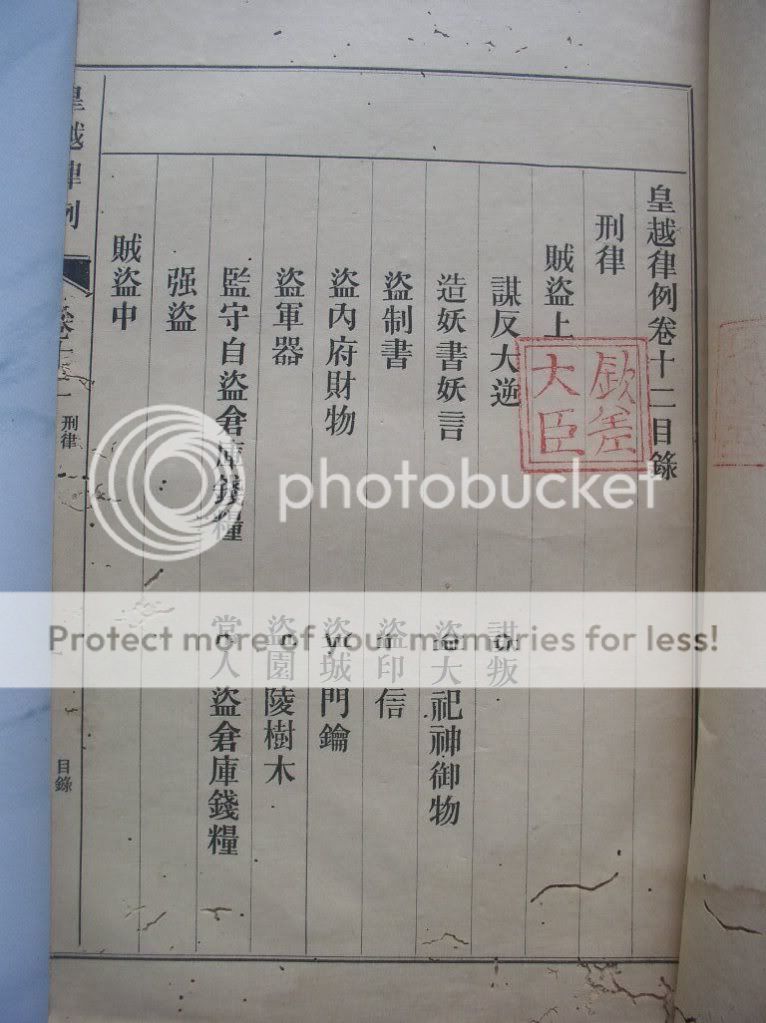 皇越律例卷十二目錄
刑律
賊盜上
謀反大逆
謀叛
造妖書妖言
盜大祀神御物
盜制書
盜印信
盜內府財物
盜城門鑰
盜軍器
盜園陵樹木
監守自盜倉庫錢糧
常人盜倉庫錢糧
强盜
賊盜中
皇越律例
刑律
目錄
欽差
大臣
photobucket
Protect more of your memories for less!